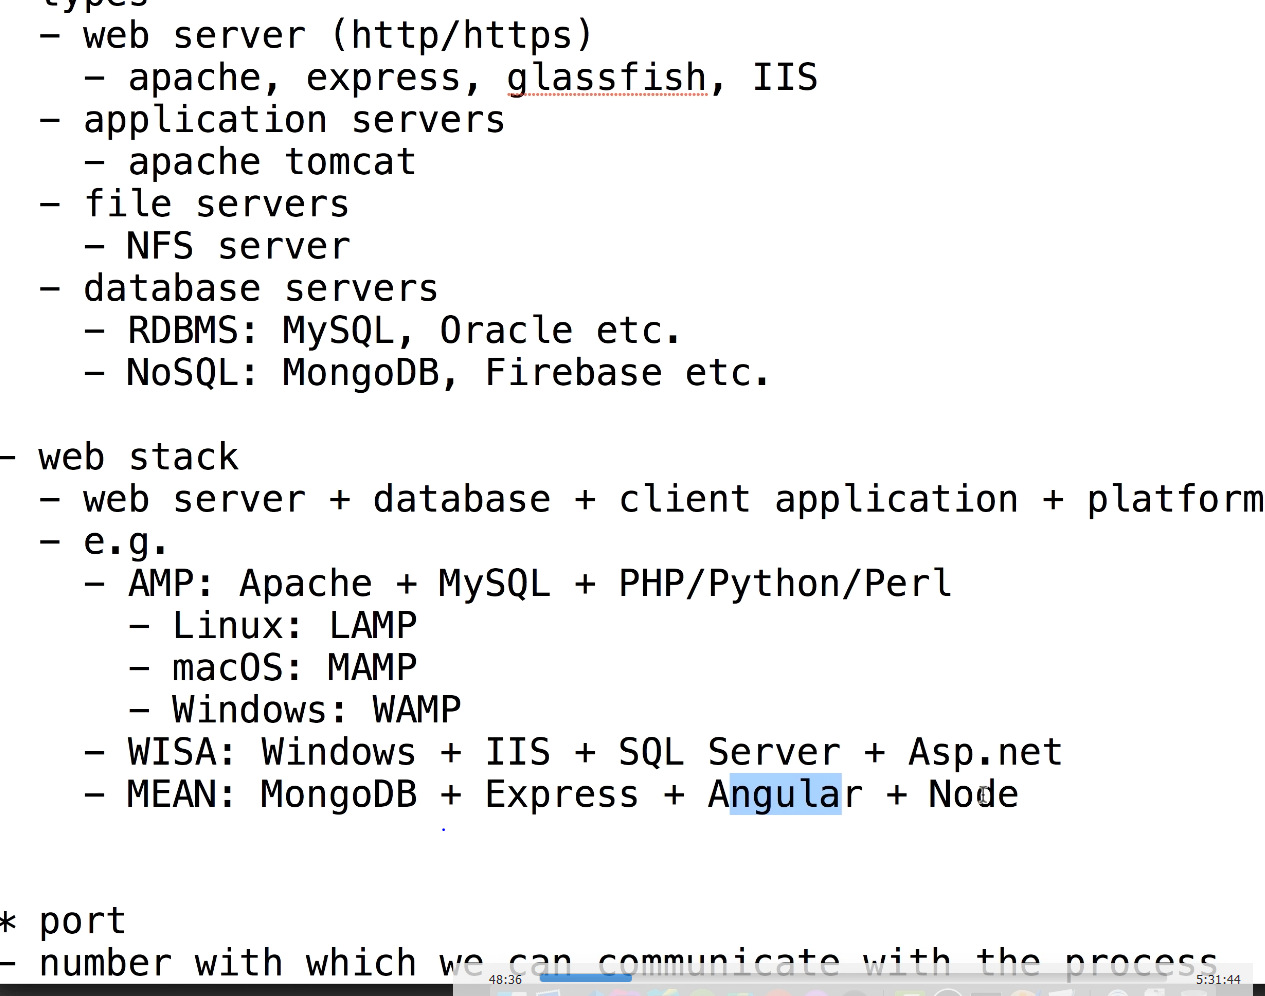 types
- web server (http/https)
- apache, express, glassfish, IIS
- application servers
- apache tomcat
- file servers
- NFS server
- database servers
- RDBMS: MySQL, Oracle etc.
- NoSQL: MongoDB, Firebase etc.
- web stack
- web server + database + client application + platform
- e.g.
- AMP: Apache + MySQL + PHP/Python/Perl
- Linux: LAMP
- macOS: MAMP
- Windows: WAMP
- WISA: Windows + IIS + SQL Server + Asp.net
- MEAN: MongoDB + Express + Angular + Node
* port
- number with which we can communicate with the process
48:36 5:31:44